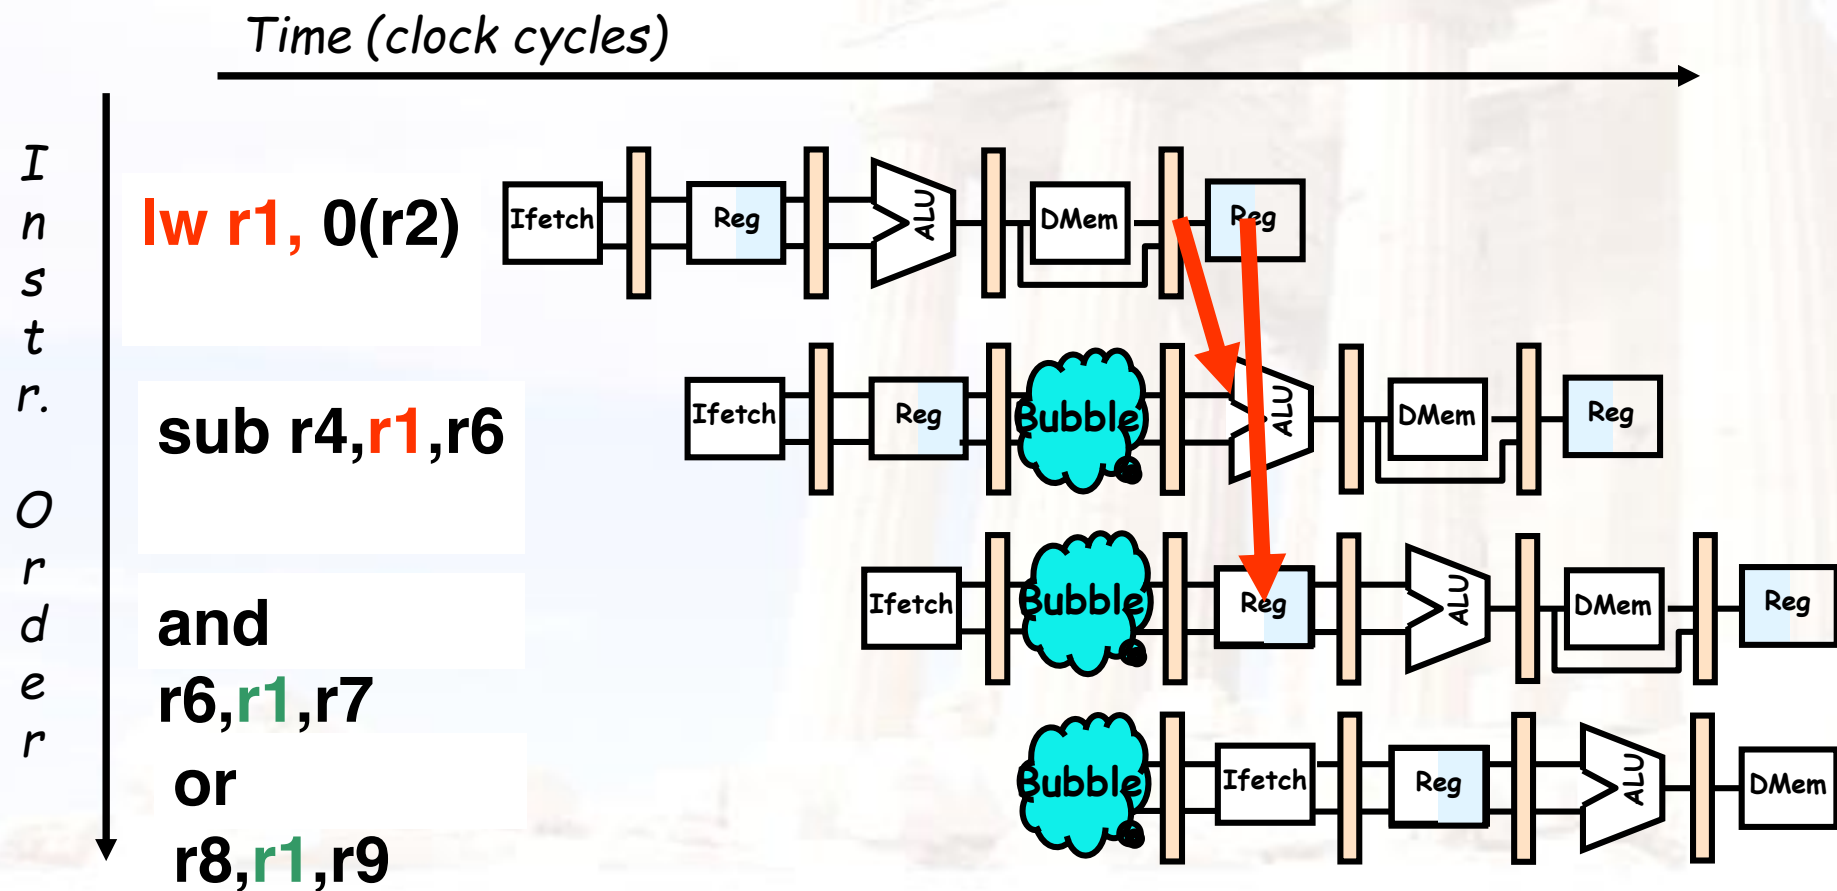 Time (clock cycles)
Instr. Order
lw r1, 0(r2)
Ifetch Reg ALU DMem Reg
sub r4,r1,r6
Ifetch Reg Bubble ALU DMem Reg
and
r6,r1,r7
Ifetch Bubble Reg ALU DMem Reg
or
r8,r1,r9
Bubble Ifetch Reg ALU DMem